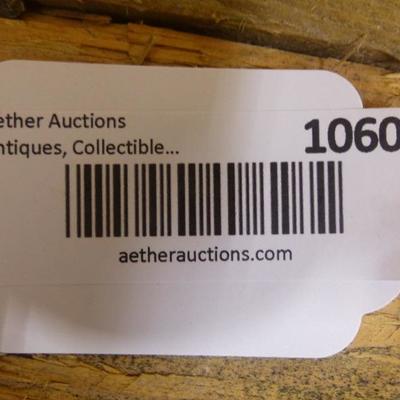 ether Auctions
ntiques, Collectible...
1060
aetherauctions.com